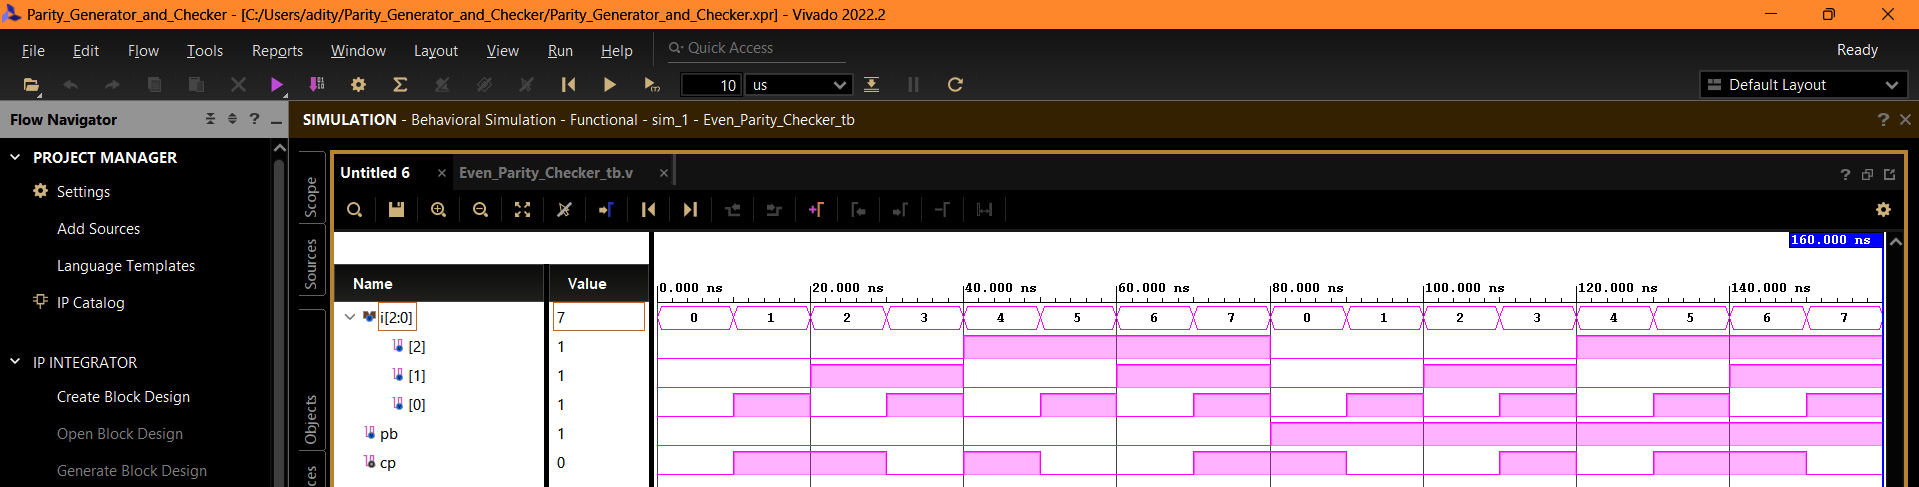 Parity_Generator_and_Checker - [C:/Users/adity/Parity_Generator_and_Checker/Parity_Generator_and_Checker.xpr] - Vivado 2022.2
File Edit Flow Tools Reports Window Layout View Run Help Quick Access Ready
10 us Default Layout
Flow Navigator
SIMULATION - Behavioral Simulation - Functional - sim_1 - Even_Parity_Checker_tb
PROJECT MANAGER
Settings
Add Sources
Language Templates
IP Catalog
IP INTEGRATOR
Create Block Design
Open Block Design
Generate Block Design
Scope
Sources
Objects
Untitled 6 Even_Parity_Checker_tb.v
160.000 ns
Name Value
0.000 ns 20.000 ns 40.000 ns 60.000 ns 80.000 ns 100.000 ns 120.000 ns 140.000 ns
i[2:0] 7 0 1 2 3 4 5 6 7 0 1 2 3 4 5 6 7
[2] 1
[1] 1
[0] 1
pb 1
cp 0